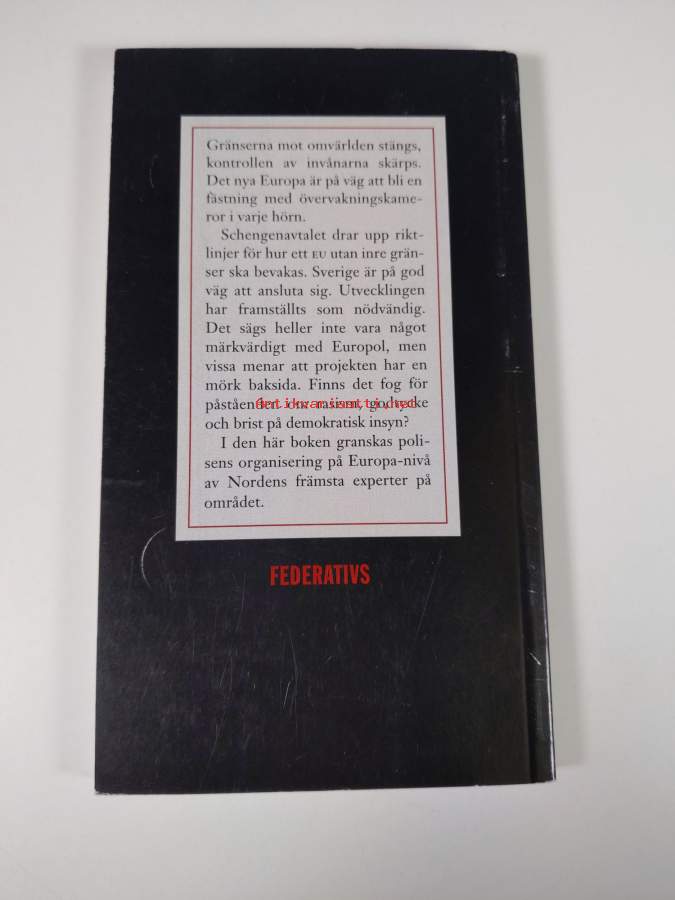 Gränserna mot omvärlden stängs,
kontrollen av invånarna skärps.
Det nya Europa är på väg att bli en
fästning med övervakningskame-
ror i varje hörn.
Schengenavtalet drar upp rikt-
linjer för hur ett EU utan inre grän-
ser ska bevakas. Sverige är på god
väg att ansluta sig. Utvecklingen
har framställts som nödvändig.
Det sägs heller inte vara något
märkvärdigt med Europol, men
vissa menar att projekten har en
mörk baksida. Finns det fog för
påståenden om rasism, godtycke
och brist på demokratisk insyn?
I den här boken granskas poli-
sens organisering på Europa-nivå
av Nordens främsta experter på
området.
FEDERATIVS